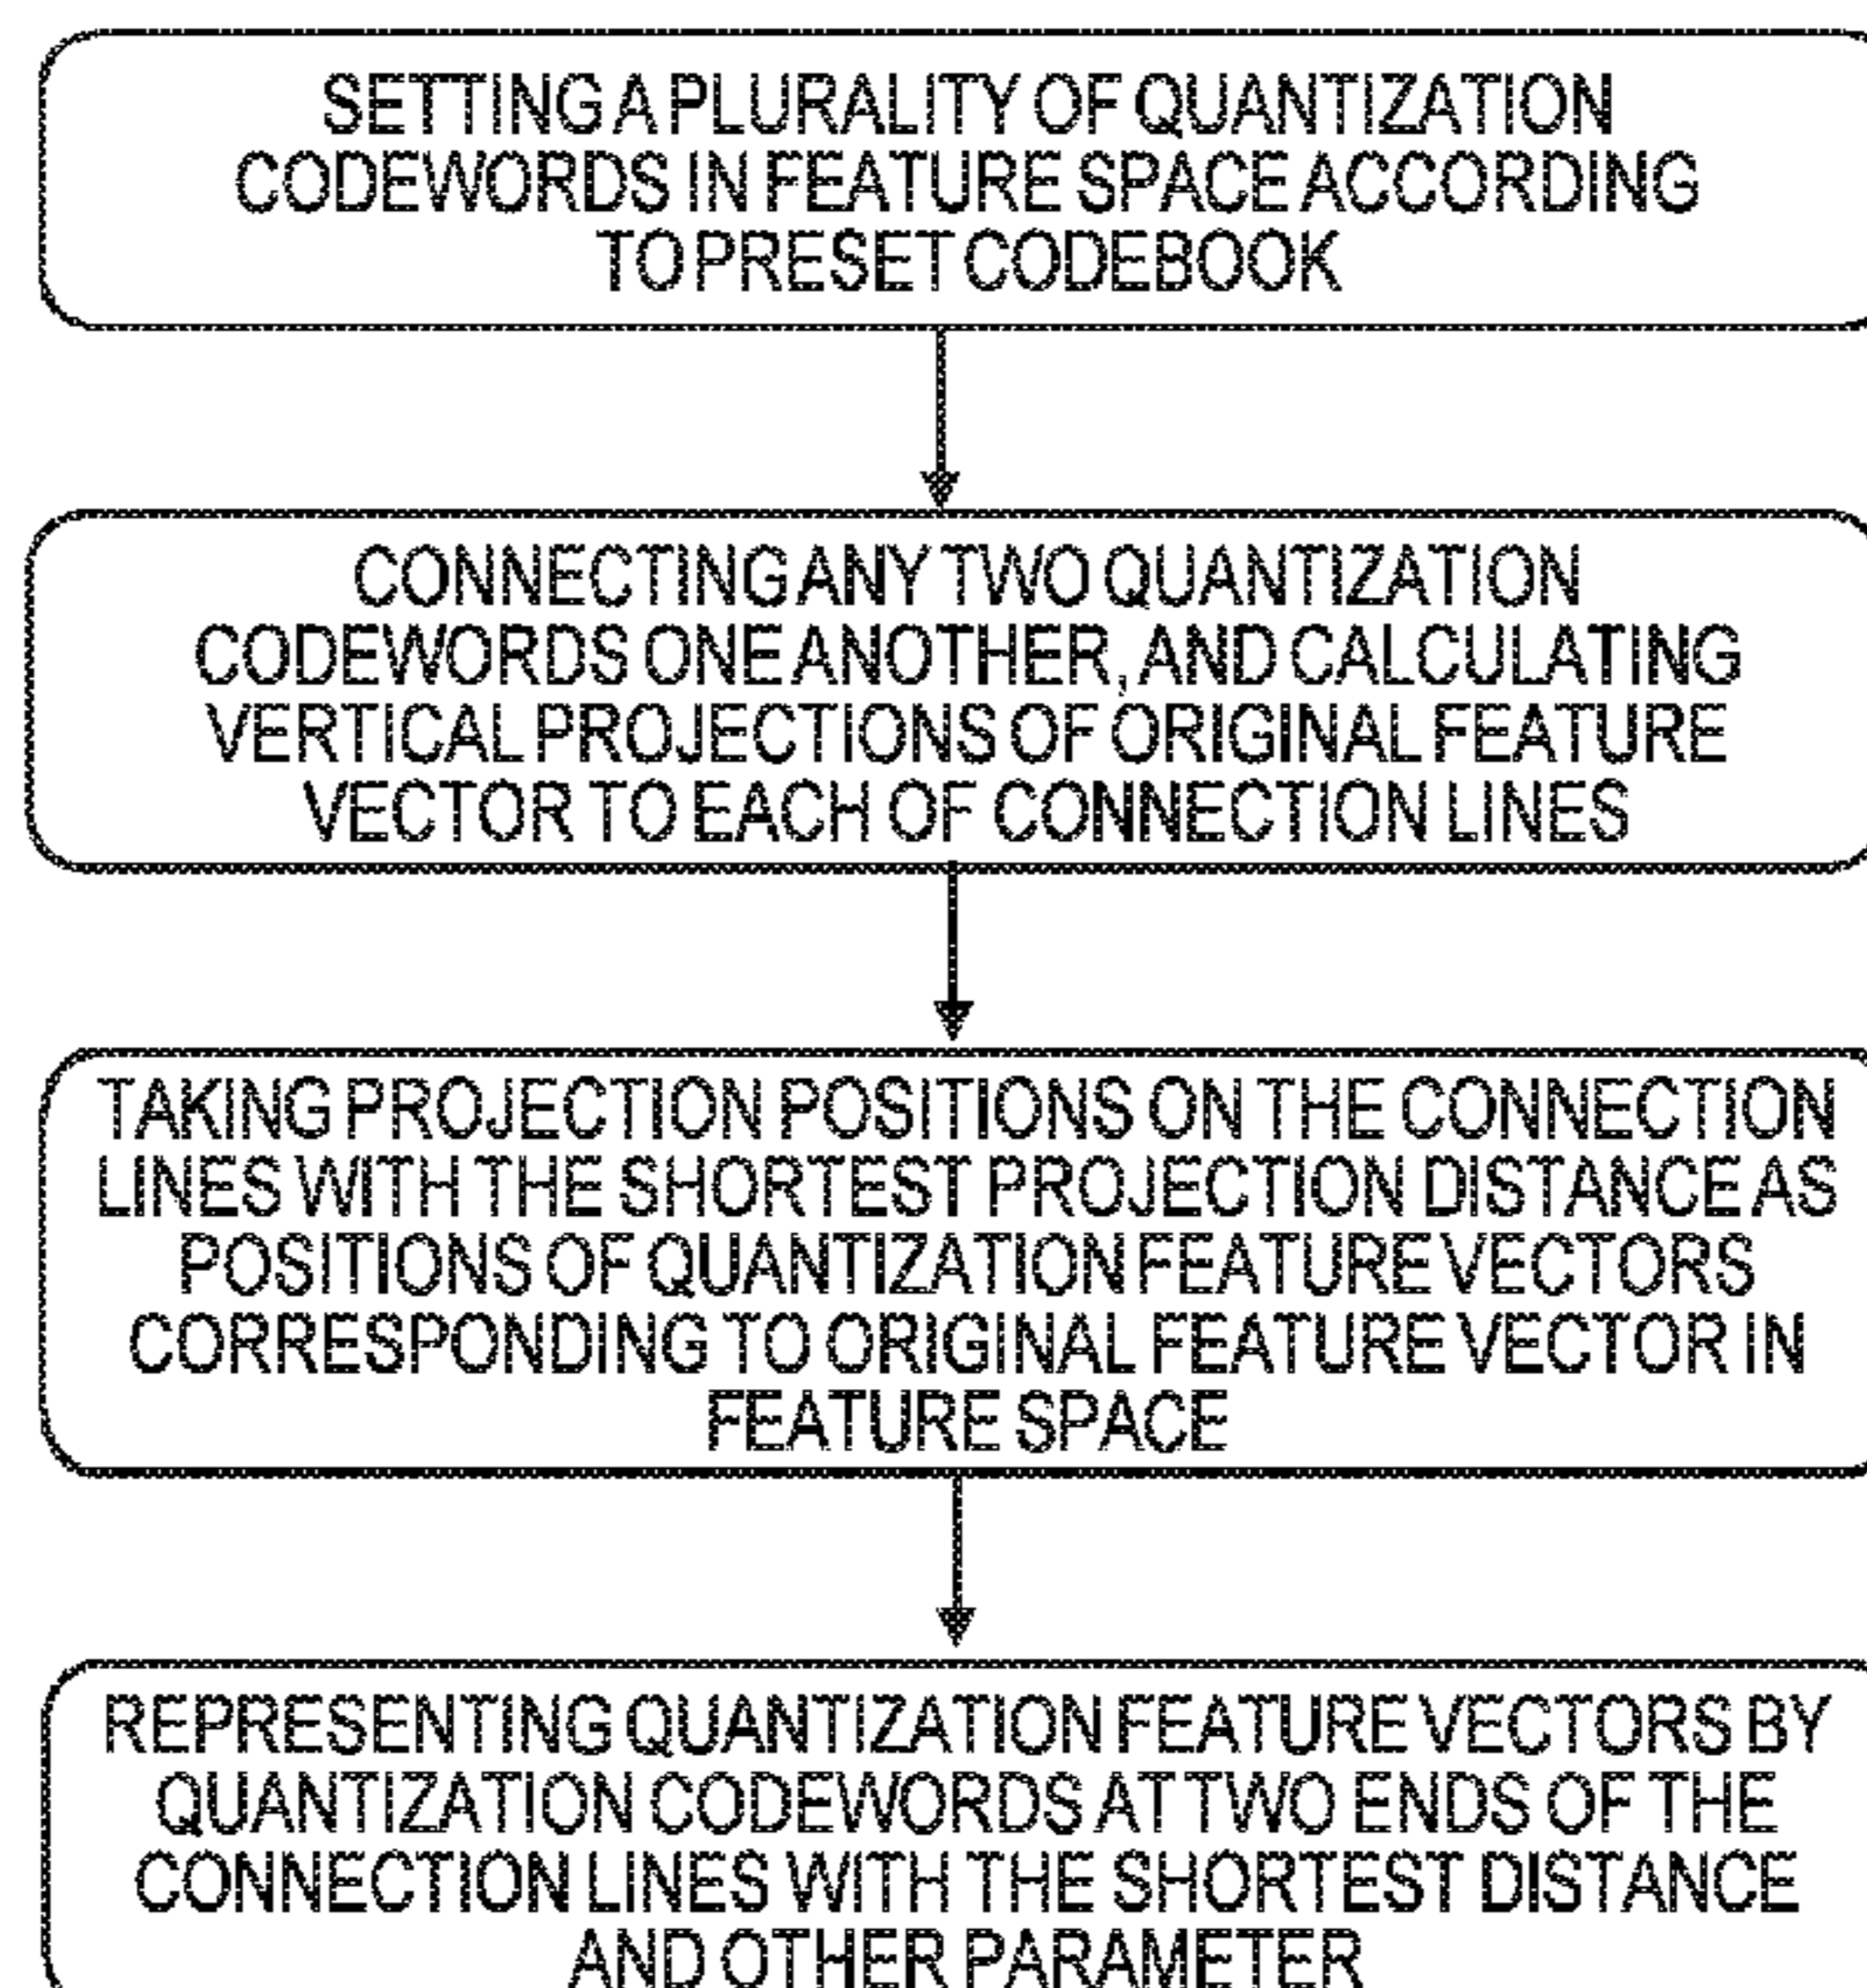 SETTING A PLURALITY OF QUANTIZATION
CODEWORDS IN FEATURE SPACE ACCORDING
TO PRESET CODEBOOK
CONNECTING ANY TWO QUANTIZATION
CODEWORDS ONE ANOTHER, AND CALCULATING
VERTICAL PROJECTIONS OF ORIGINAL FEATURE
VECTOR TO EACH OF CONNECTION LINES
TAKING PROJECTION POSITIONS ON THE CONNECTION
LINES WITH THE SHORTEST PROJECTION DISTANCE AS
POSITIONS OF QUANTIZATION FEATURE VECTORS
CORRESPONDING TO ORIGINAL FEATURE VECTOR IN
FEATURE SPACE
REPRESENTING QUANTIZATION FEATURE VECTORS BY
QUANTIZATION CODEWORDS AT TWO ENDS OF THE
CONNECTION LINES WITH THE SHORTEST DISTANCE
AND OTHER PARAMETER